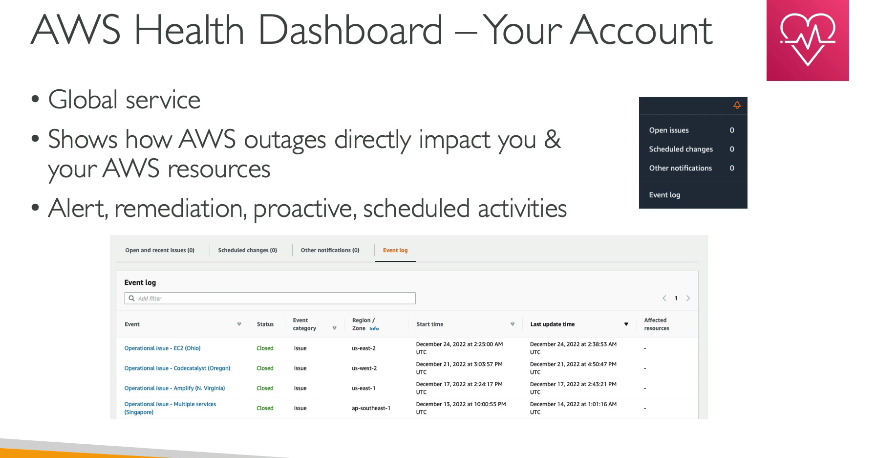 AWS Health Dashboard – Your Account
• Global service
• Shows how AWS outages directly impact you &
your AWS resources
• Alert, remediation, proactive, scheduled activities
Open issues 0
Scheduled changes 0
Other notifications 0
Event log
Open and recent issues (0) Scheduled changes (0) Other notifications (0) Event log
Event log
Add filter
1
Event Status Event category Region / Zone Info Start time Last update time Affected resources
Operational issue - EC2 (Ohio) Closed Issue us-east-2 December 24, 2022 at 2:25:00 AM UTC December 24, 2022 at 2:38:53 AM UTC -
Operational issue - Codecatalyst (Oregon) Closed Issue us-west-2 December 21, 2022 at 3:03:57 PM UTC December 21, 2022 at 4:50:47 PM UTC -
Operational issue - Amplify (N. Virginia) Closed Issue us-east-1 December 17, 2022 at 2:24:17 PM UTC December 17, 2022 at 2:43:21 PM UTC -
Operational issue - Multiple services (Singapore) Closed Issue ap-southeast-1 December 13, 2022 at 10:00:55 PM UTC December 14, 2022 at 1:01:16 AM UTC -